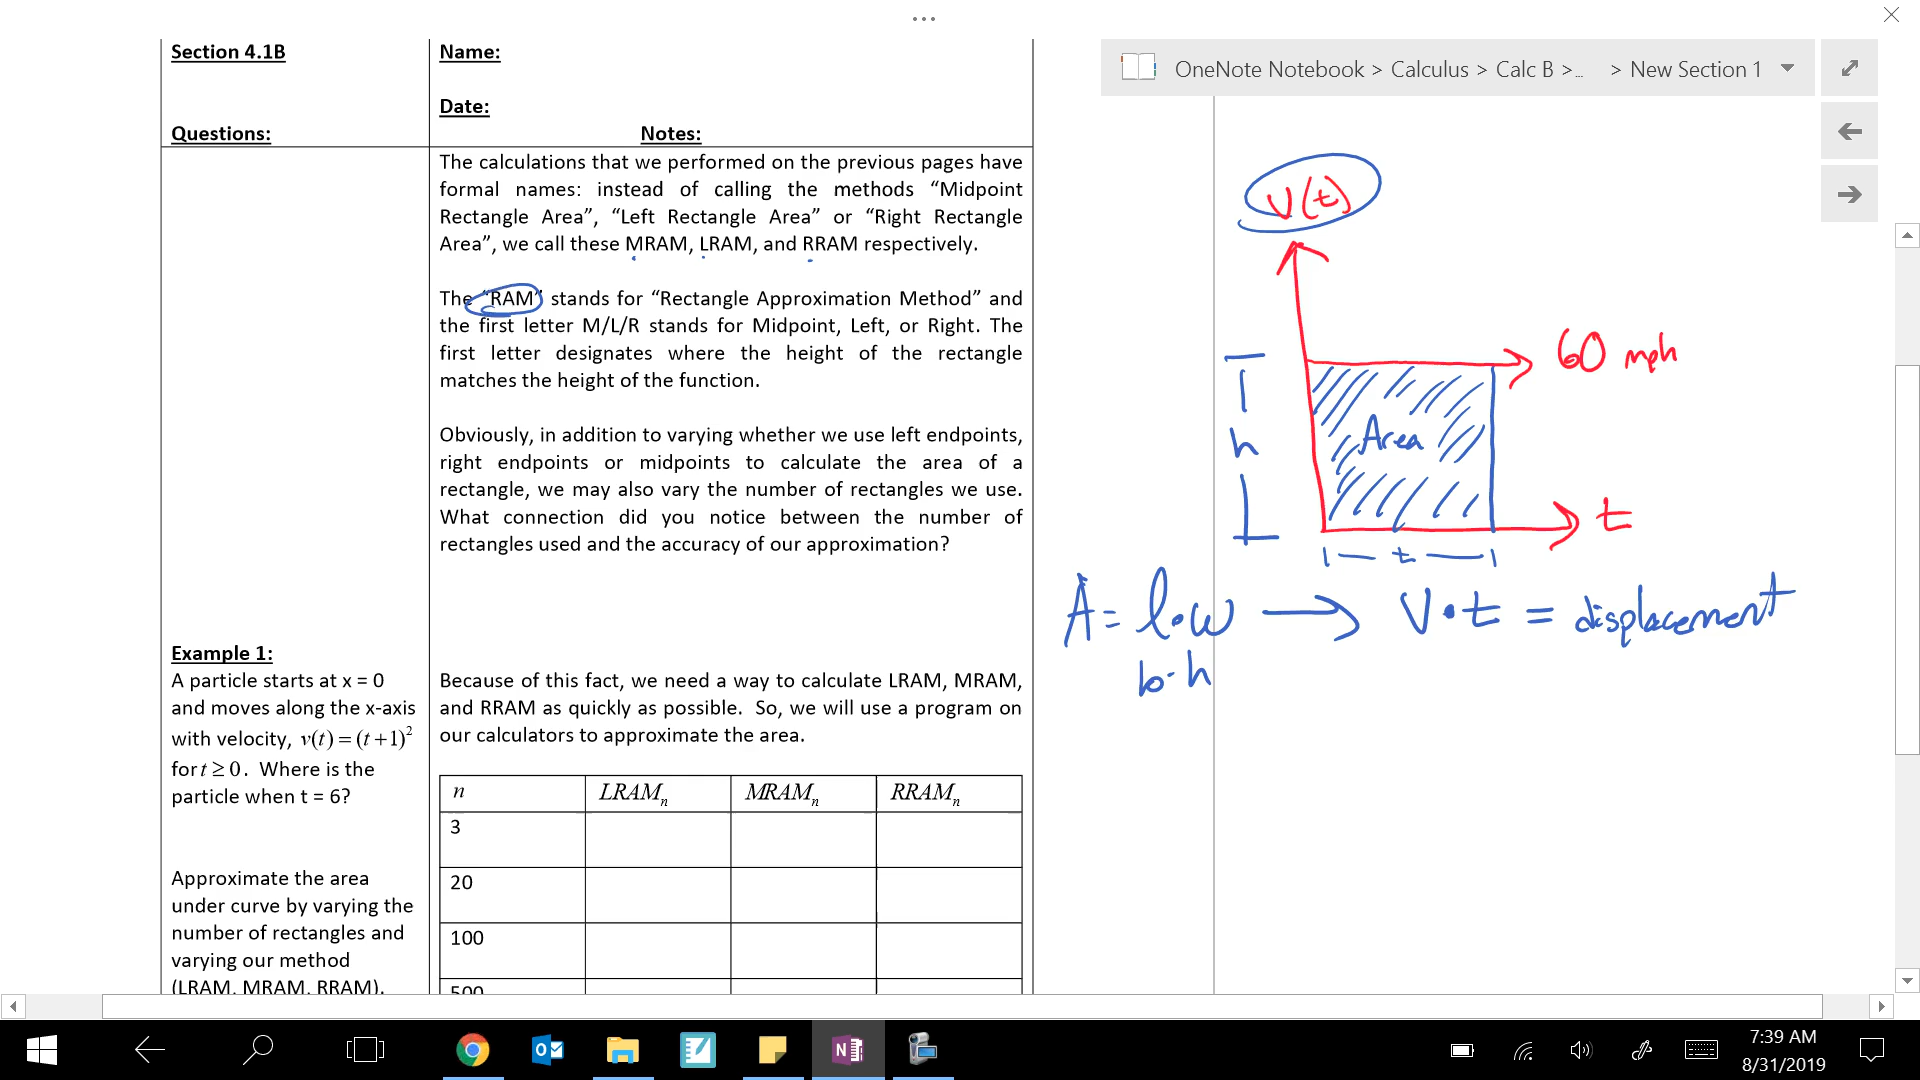 Section 4.1B
Name:
Date:
Questions:
Notes:
The calculations that we performed on the previous pages have
formal names: instead of calling the methods “Midpoint
Rectangle Area”, “Left Rectangle Area” or “Right Rectangle
Area”, we call these MRAM, LRAM, and RRAM respectively.
The “RAM” stands for “Rectangle Approximation Method” and
the first letter M/L/R stands for Midpoint, Left, or Right. The
first letter designates where the height of the rectangle
matches the height of the function.
Obviously, in addition to varying whether we use left endpoints,
right endpoints or midpoints to calculate the area of a
rectangle, we may also vary the number of rectangles we use.
What connection did you notice between the number of
rectangles used and the accuracy of our approximation?
Example 1:
A particle starts at x = 0
and moves along the x-axis
with velocity, v(t) = (t+1)²
for t ≥ 0. Where is the
particle when t = 6?
Approximate the area
under curve by varying the
number of rectangles and
varying our method
(LRAM, MRAM, RRAM).
Because of this fact, we need a way to calculate LRAM, MRAM,
and RRAM as quickly as possible. So, we will use a program on
our calculators to approximate the area.
n LRAMₙ MRAMₙ RRAMₙ
3
20
100
500
OneNote Notebook > Calculus > Calc B >... > New Section 1
v(t)
60 mph
h
Area
t
t
A = l·w → V·t = displacement
b·h
7:39 AM
8/31/2019